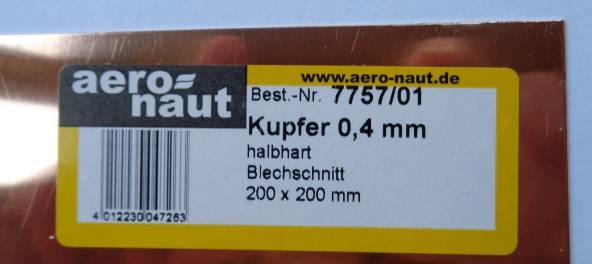 aero-
naut
www.aero-naut.de
Best.-Nr. 7757/01
Kupfer 0,4 mm
halbhart
Blechschnitt
200 x 200 mm
4 012230 047263